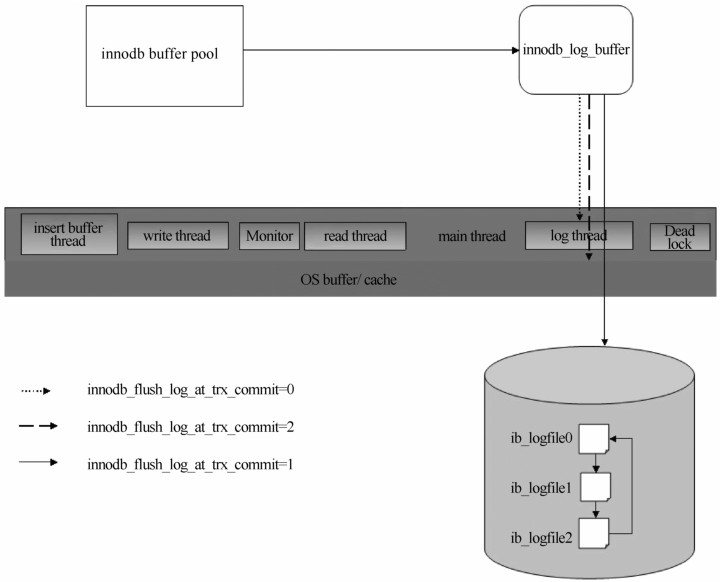 innodb buffer pool
innodb_log_buffer
insert buffer
thread
write thread
Monitor
read thread
main thread
log thread
Dead
lock
OS buffer/ cache
innodb_flush_log_at_trx_commit=0
innodb_flush_log_at_trx_commit=2
innodb_flush_log_at_trx_commit=1
ib_logfile0
ib_logfile1
ib_logfile2